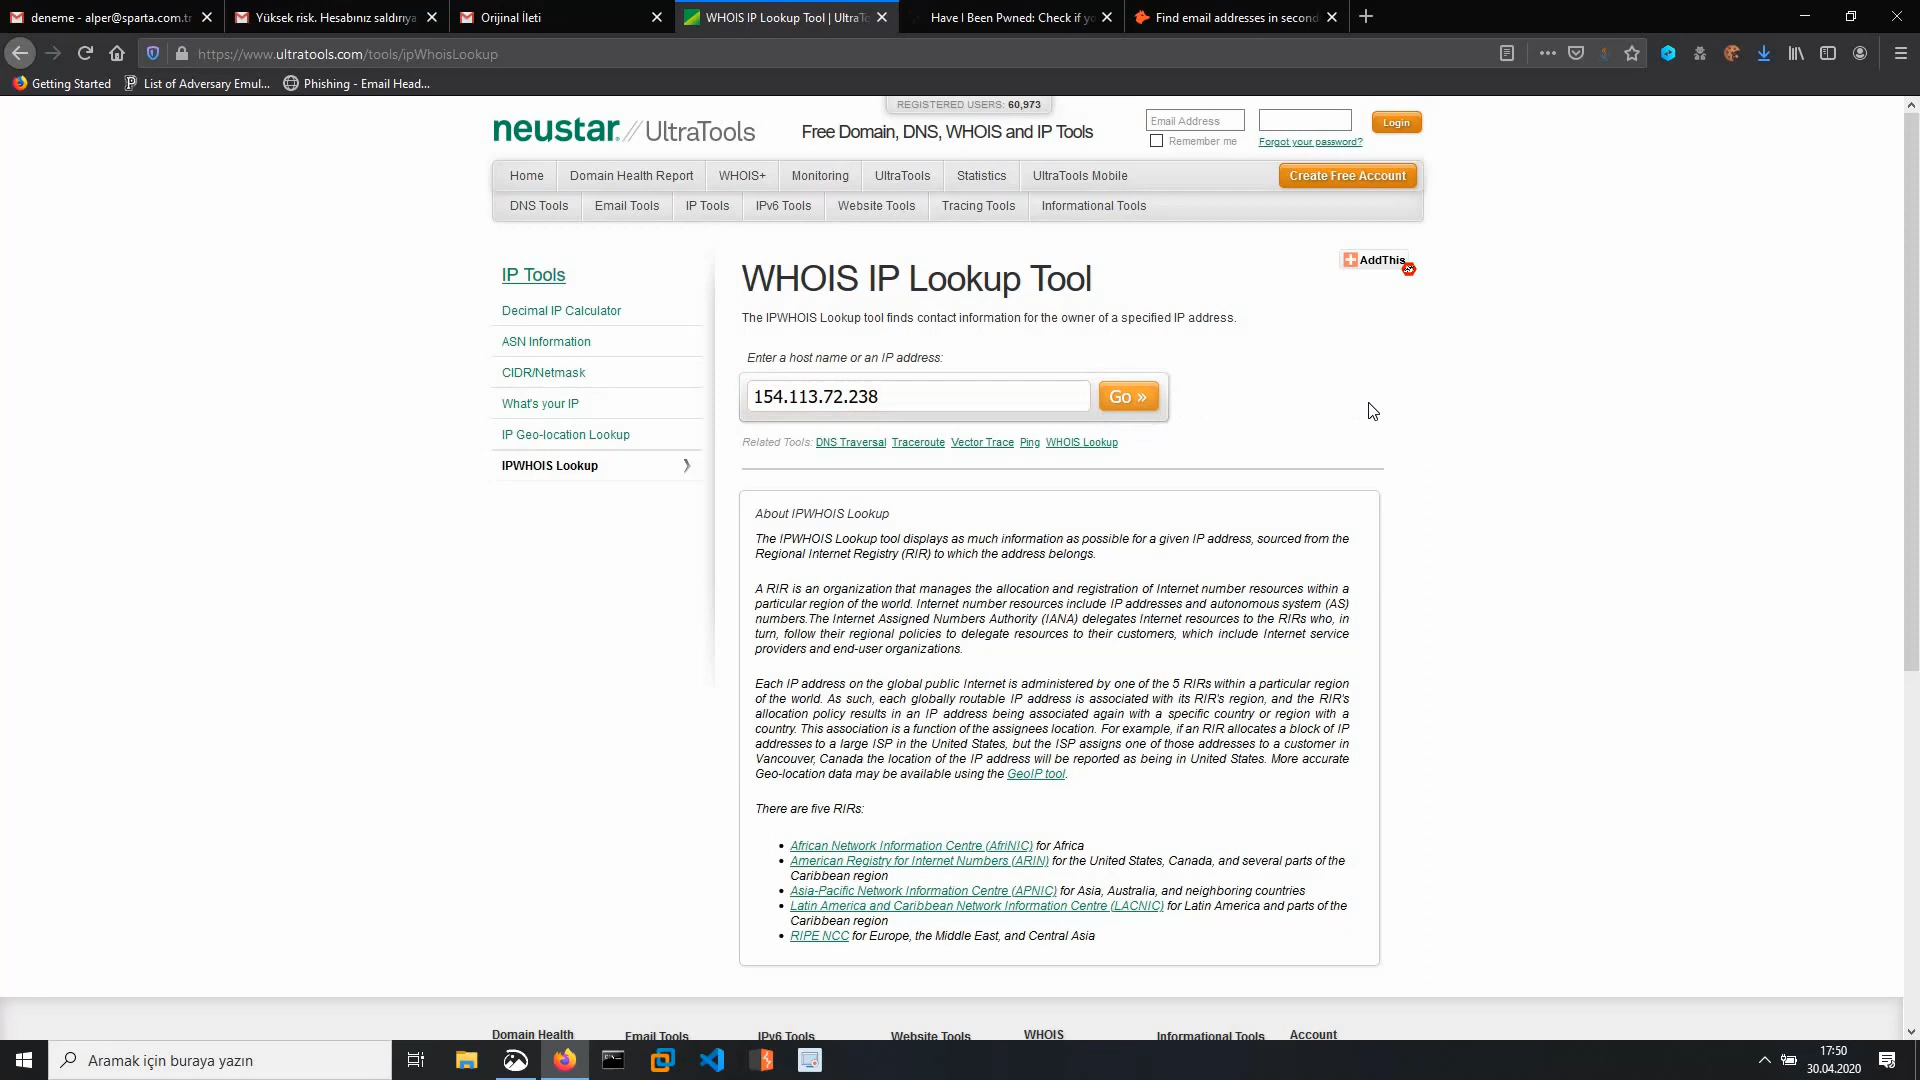 deneme - alper@sparta.com.tr
Yüksek risk. Hesabınız saldırıya
Orijinal İleti
WHOIS IP Lookup Tool | UltraTo
Have I Been Pwned: Check if yo
Find email addresses in second
https://www.ultratools.com/tools/ipWhoisLookup
Getting Started
List of Adversary Emul...
Phishing - Email Head...
REGISTERED USERS: 60,973
neustar // UltraTools
Free Domain, DNS, WHOIS and IP Tools
Email Address
Login
Remember me
Forgot your password?
Home
Domain Health Report
WHOIS+
Monitoring
UltraTools
Statistics
UltraTools Mobile
Create Free Account
DNS Tools
Email Tools
IP Tools
IPv6 Tools
Website Tools
Tracing Tools
Informational Tools
IP Tools
Decimal IP Calculator
ASN Information
CIDR/Netmask
What's your IP
IP Geo-location Lookup
IPWHOIS Lookup
AddThis
WHOIS IP Lookup Tool
The IPWHOIS Lookup tool finds contact information for the owner of a specified IP address.
Enter a host name or an IP address:
154.113.72.238
Go »
Related Tools: DNS Traversal Traceroute Vector Trace Ping WHOIS Lookup
About IPWHOIS Lookup
The IPWHOIS Lookup tool displays as much information as possible for a given IP address, sourced from the
Regional Internet Registry (RIR) to which the address belongs.
A RIR is an organization that manages the allocation and registration of Internet number resources within a
particular region of the world. Internet number resources include IP addresses and autonomous system (AS)
numbers.The Internet Assigned Numbers Authority (IANA) delegates Internet resources to the RIRs who, in
turn, follow their regional policies to delegate resources to their customers, which include Internet service
providers and end-user organizations.
Each IP address on the global public Internet is administered by one of the 5 RIRs within a particular region
of the world. As such, each globally routable IP address is associated with its RIR's region, and the RIR's
allocation policy results in an IP address being associated again with a specific country or region with a
country. This association is a function of the assignees location. For example, if an RIR allocates a block of IP
addresses to a large ISP in the United States, but the ISP assigns one of those addresses to a customer in
Vancouver, Canada the location of the IP address will be reported as being in United States. More accurate
Geo-location data may be available using the GeoIP tool.
There are five RIRs:
• African Network Information Centre (AfriNIC) for Africa
• American Registry for Internet Numbers (ARIN) for the United States, Canada, and several parts of the
Caribbean region
• Asia-Pacific Network Information Centre (APNIC) for Asia, Australia, and neighboring countries
• Latin America and Caribbean Network Information Centre (LACNIC) for Latin America and parts of the
Caribbean region
• RIPE NCC for Europe, the Middle East, and Central Asia
Domain Health
Email Tools
IPv6 Tools
Website Tools
WHOIS
Informational Tools
Account
Aramak için buraya yazın
17:50
30.04.2020